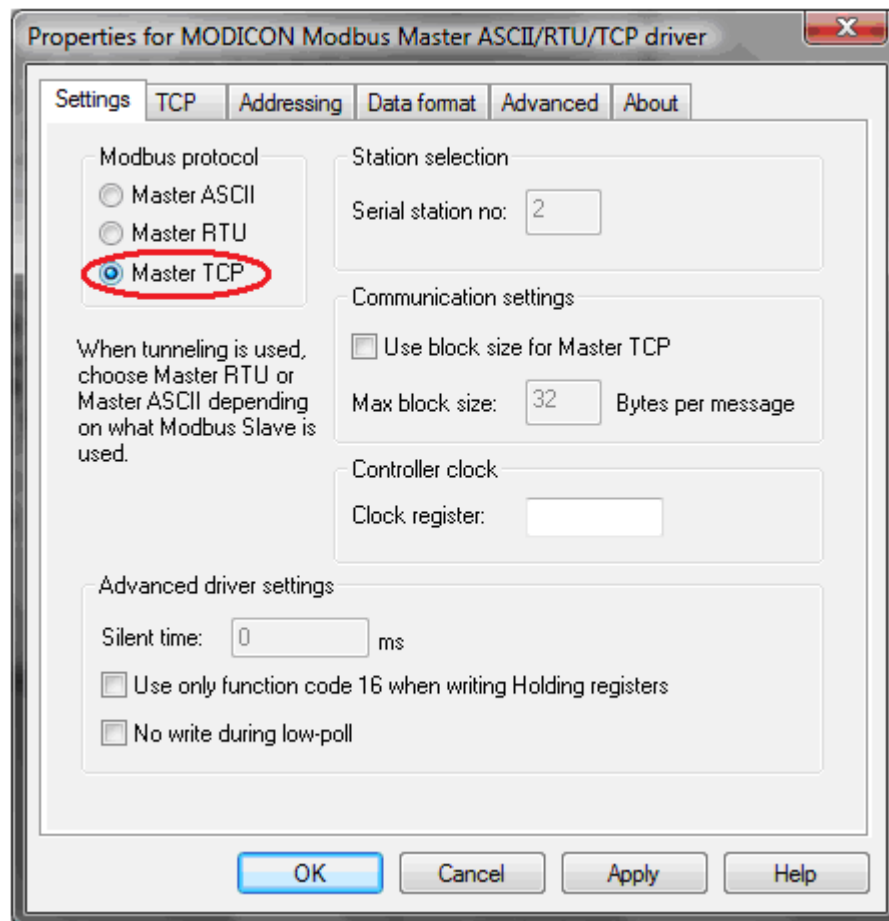 Properties for MODICON Modbus Master ASCII/RTU/TCP driver
Settings TCP Addressing Data format Advanced About
Modbus protocol
Master ASCII
Master RTU
Master TCP
When tunneling is used,
choose Master RTU or
Master ASCII depending
on what Modbus Slave is
used.
Station selection
Serial station no: 2
Communication settings
Use block size for Master TCP
Max block size: 32 Bytes per message
Controller clock
Clock register:
Advanced driver settings
Silent time: 0 ms
Use only function code 16 when writing Holding registers
No write during low-poll
OK Cancel Apply Help